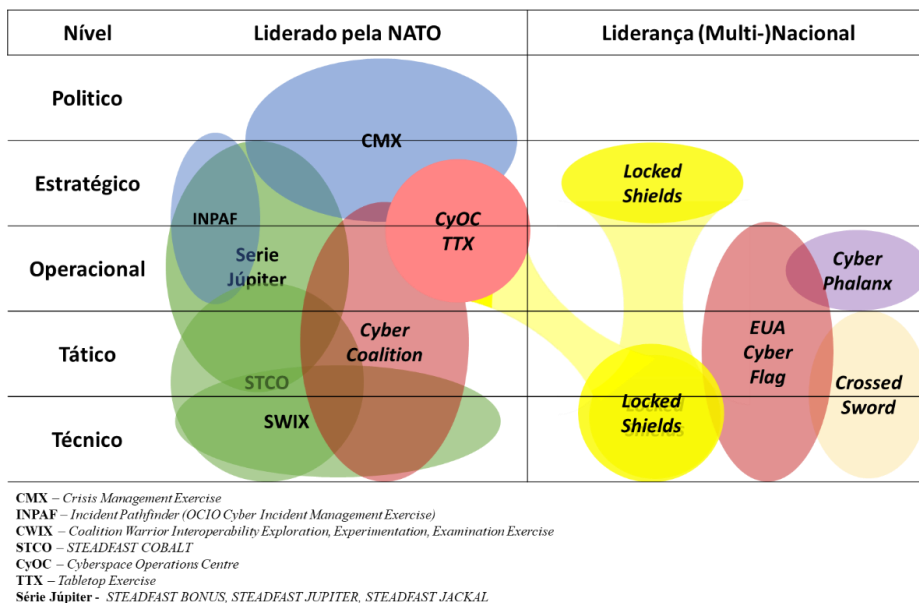 Nível Liderado pela NATO Liderança (Multi-)Nacional
Politico
CMX
Estratégico
Locked
Shields
INPAF
CyOC
TTX
Operacional
Serie
Júpiter
Cyber
Phalanx
Tático
Cyber
Coalition
EUA
Cyber
Flag
STCO
Crossed
Sword
Locked
Shields
Locked
Shields
SWIX
Técnico
CMX – Crisis Management Exercise
INPAF – Incident Pathfinder (OCIO Cyber Incident Management Exercise)
CWIX – Coalition Warrior Interoperability Exploration, Experimentation, Examination Exercise
STCO – STEADFAST COBALT
CyOC – Cyberspace Operations Centre
TTX – Tabletop Exercise
Série Júpiter - STEADFAST BONUS, STEADFAST JUPITER, STEADFAST JACKAL